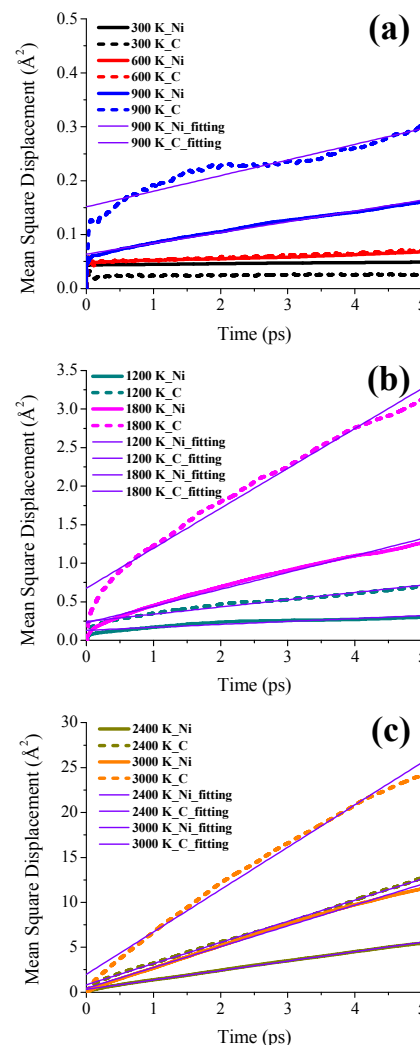 (a)
300 K_Ni
300 K_C
600 K_Ni
600 K_C
900 K_Ni
900 K_C
900 K_Ni_fitting
900 K_C_fitting
Mean Square Displacement (Å²)
0.5
0.4
0.3
0.2
0.1
0.0
0 1 2 3 4 5
Time (ps)
(b)
1200 K_Ni
1200 K_C
1800 K_Ni
1800 K_C
1200 K_Ni_fitting
1200 K_C_fitting
1800 K_Ni_fitting
1800 K_C_fitting
Mean Square Displacement (Å²)
3.5
3.0
2.5
2.0
1.5
1.0
0.5
0.0
0 1 2 3 4 5
Time (ps)
(c)
2400 K_Ni
2400 K_C
3000 K_Ni
3000 K_C
2400 K_Ni_fitting
2400 K_C_fitting
3000 K_Ni_fitting
3000 K_C_fitting
Mean Square Displacement (Å²)
30
25
20
15
10
5
0
0 1 2 3 4 5
Time (ps)